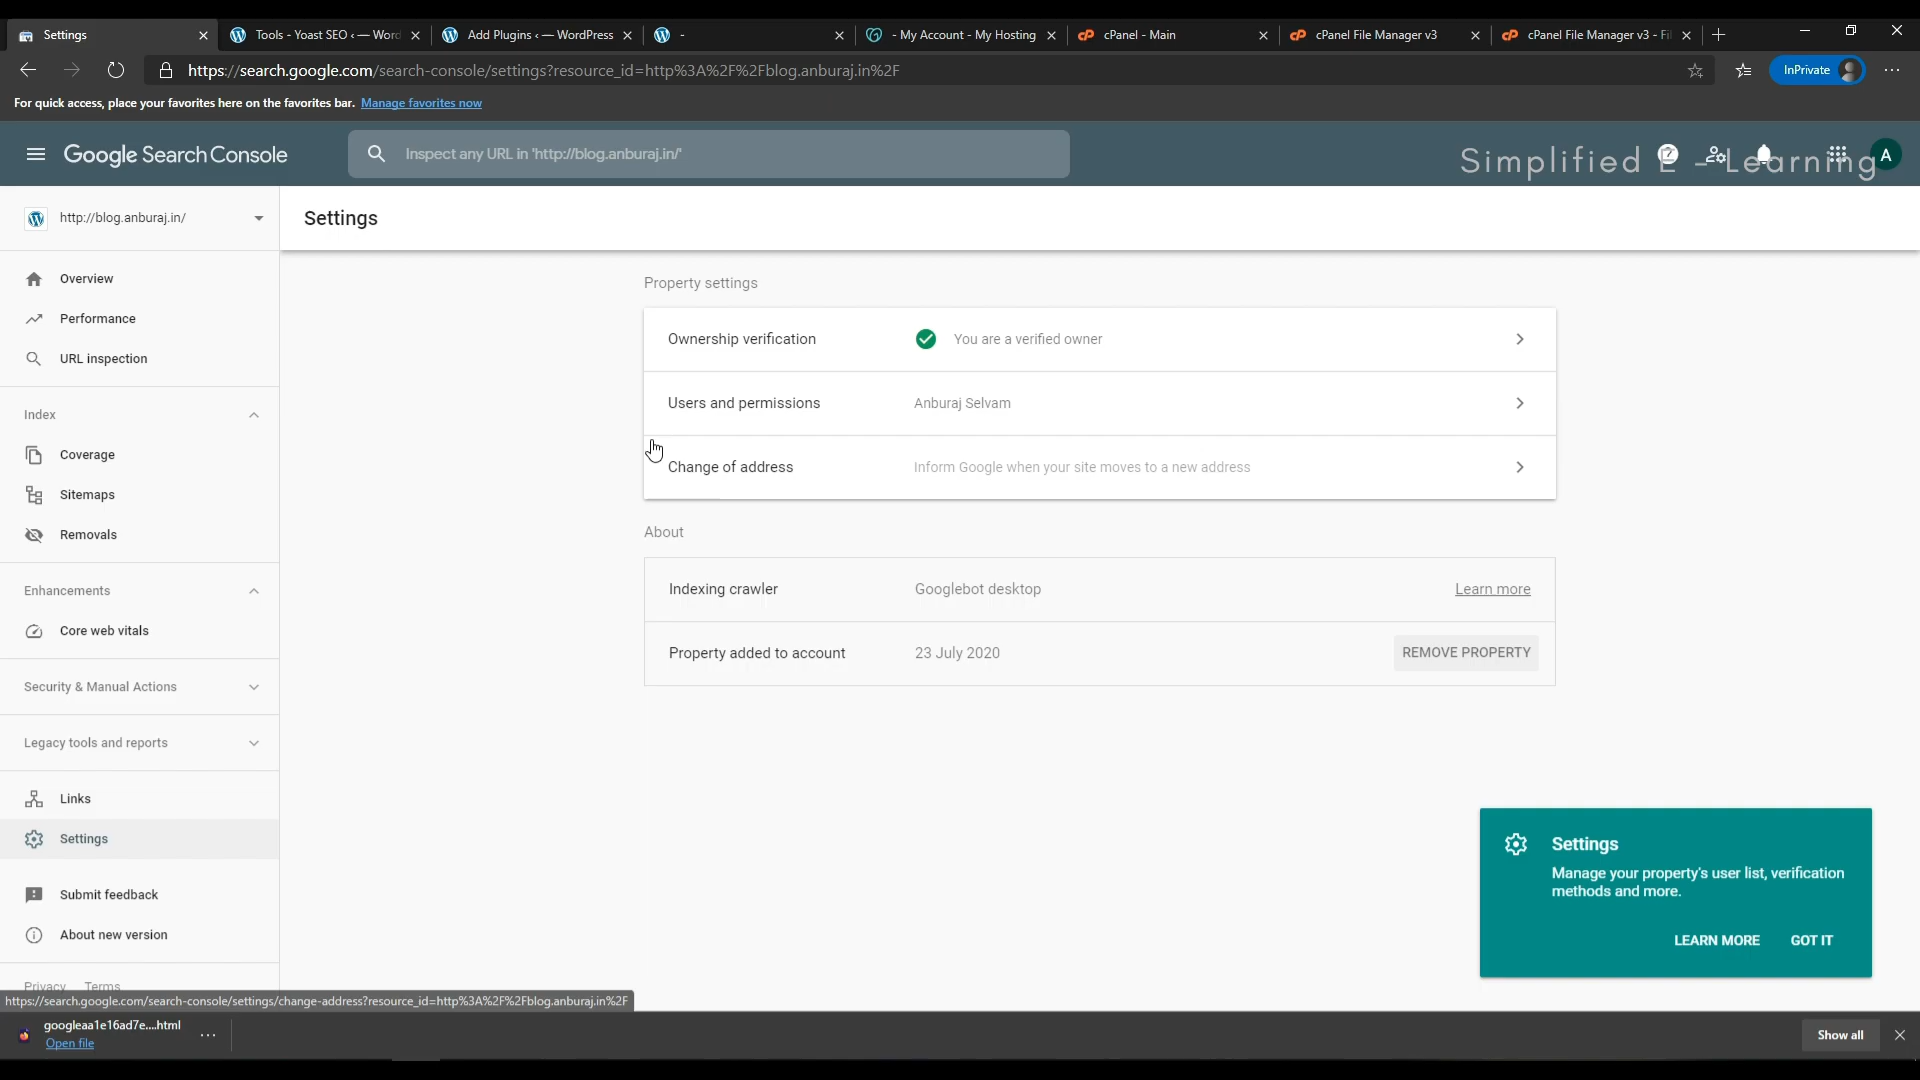 Settings
Tools - Yoast SEO ‹ — Word
Add Plugins ‹ — WordPress
-
- My Account - My Hosting
cPanel - Main
cPanel File Manager v3
cPanel File Manager v3 - Fi
https://search.google.com/search-console/settings?resource_id=http%3A%2F%2Fblog.anburaj.in%2F
InPrivate
For quick access, place your favorites here on the favorites bar. Manage favorites now
Google Search Console
Inspect any URL in 'http://blog.anburaj.in/'
Simplified E - Learning
A
http://blog.anburaj.in/
Settings
Overview
Performance
URL inspection
Index
Coverage
Sitemaps
Removals
Enhancements
Core web vitals
Security & Manual Actions
Legacy tools and reports
Links
Settings
Submit feedback
About new version
Privacy Terms
Property settings
Ownership verification You are a verified owner
Users and permissions Anburaj Selvam
Change of address Inform Google when your site moves to a new address
About
Indexing crawler Googlebot desktop Learn more
Property added to account 23 July 2020 REMOVE PROPERTY
Settings
Manage your property's user list, verification
methods and more.
LEARN MORE GOT IT
https://search.google.com/search-console/settings/change-address?resource_id=http%3A%2F%2Fblog.anburaj.in%2F
googleaa1e16ad7e....html
Open file
Show all